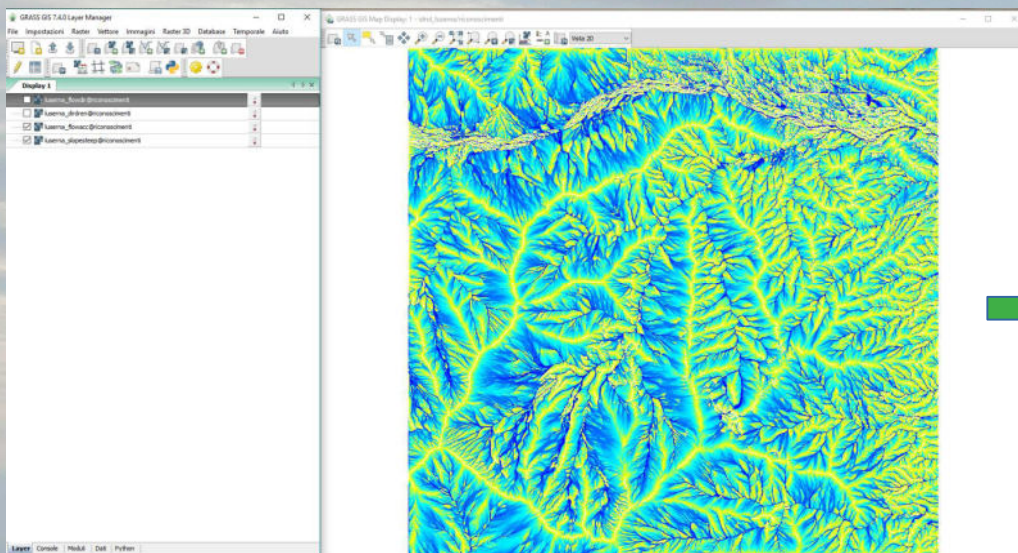 GRASS GIS 7.4.0 Layer Manager
File Impostazioni Raster Vettore Immagini Raster 3D Database Temporale Aiuto
Display 1
luserna_flowdir@riconoscimenti
luserna_dirdren@riconoscimenti
luserna_flowacc@riconoscimenti
luserna_slopesteep@riconoscimenti
Layer Console Moduli Dati Python
GRASS GIS Map Display: 1 - /riconoscimenti
Vista 2D